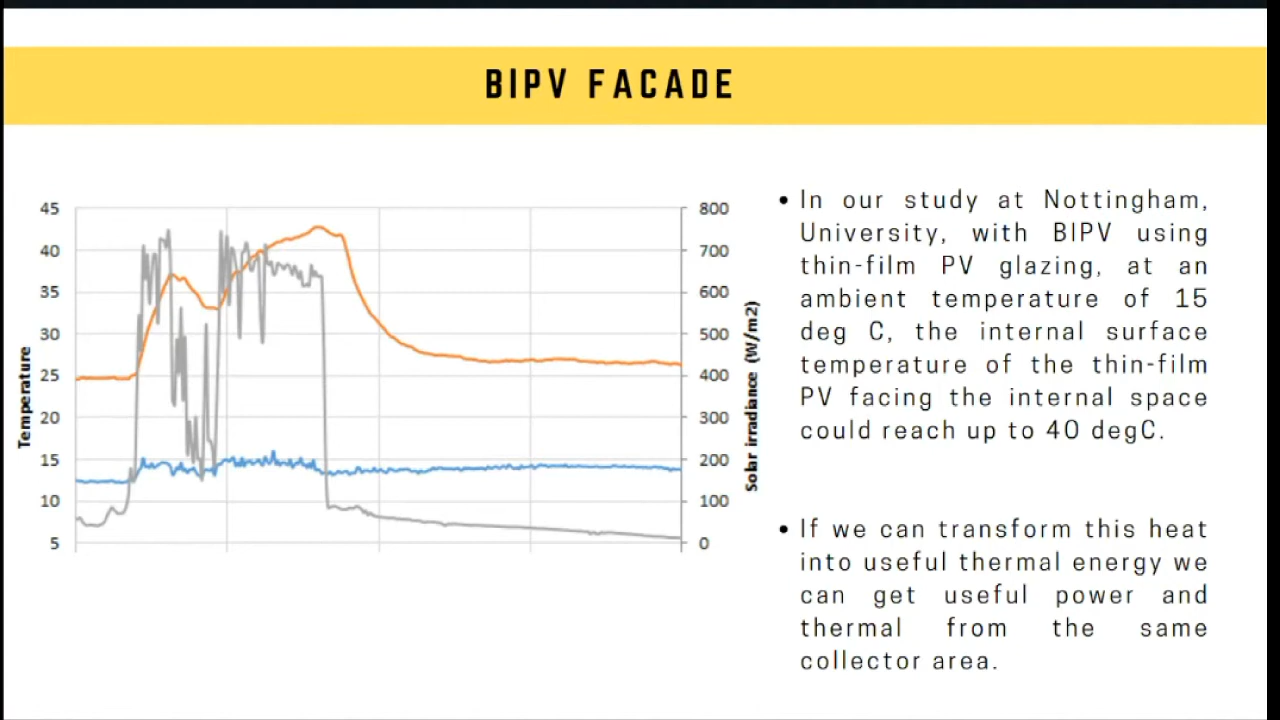 BIPV FACADE
45
40
35
30
25
20
15
10
5
Temperature
800
700
600
500
400
300
200
100
0
Solar irradiance (W/m2)
• In our study at Nottingham,
University, with BIPV using
thin-film PV glazing, at an
ambient temperature of 15
deg C, the internal surface
temperature of the thin-film
PV facing the internal space
could reach up to 40 degC.
• If we can transform this heat
into useful thermal energy we
can get useful power and
thermal from the same
collector area.